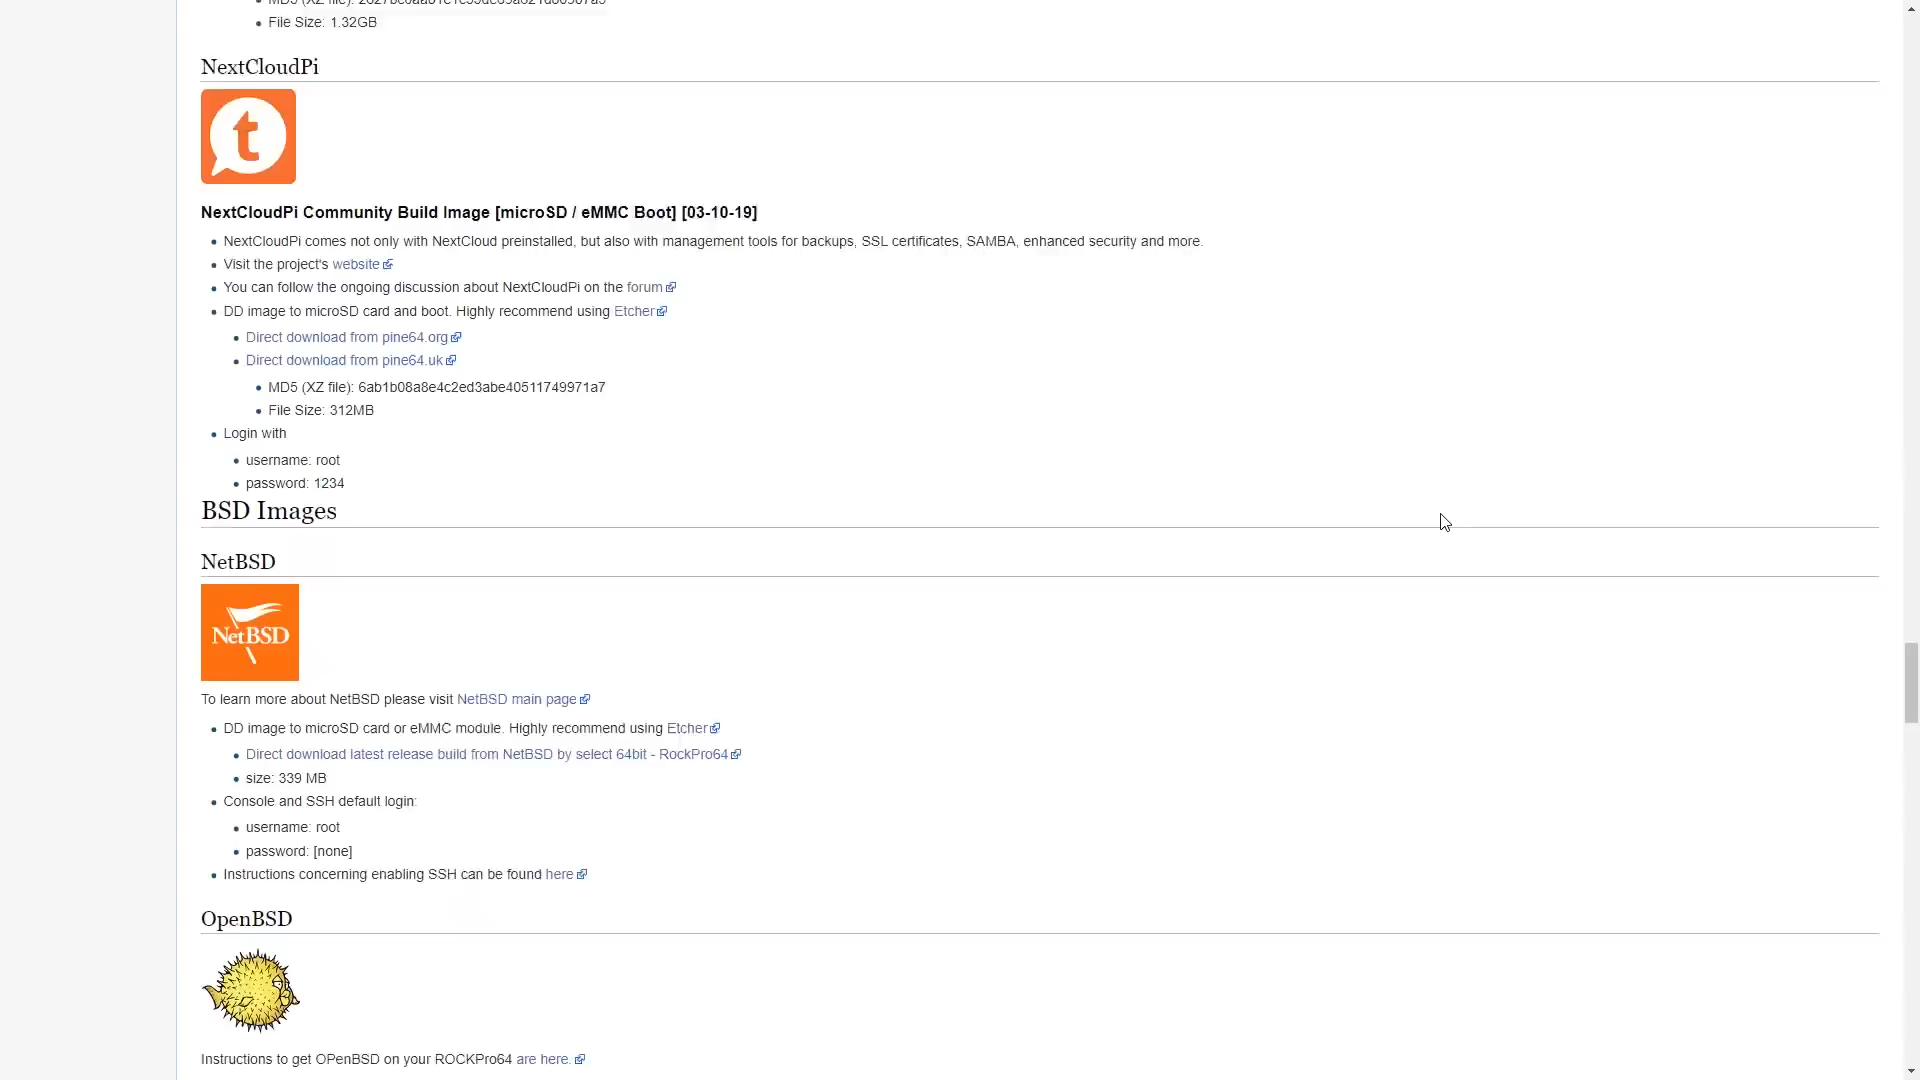 File Size: 1.32GB
NextCloudPi
t
NextCloudPi Community Build Image [microSD / eMMC Boot] [03-10-19]
NextCloudPi comes not only with NextCloud preinstalled, but also with management tools for backups, SSL certificates, SAMBA, enhanced security and more.
Visit the project's website
You can follow the ongoing discussion about NextCloudPi on the forum
DD image to microSD card and boot. Highly recommend using Etcher
Direct download from pine64.org
Direct download from pine64.uk
MD5 (XZ file): 6ab1b08a8e4c2ed3abe40511749971a7
File Size: 312MB
Login with
username: root
password: 1234
BSD Images
NetBSD
NetBSD
To learn more about NetBSD please visit NetBSD main page
DD image to microSD card or eMMC module. Highly recommend using Etcher
Direct download latest release build from NetBSD by select 64bit - RockPro64
size: 339 MB
Console and SSH default login:
username: root
password: [none]
Instructions concerning enabling SSH can be found here
OpenBSD
Instructions to get OPenBSD on your ROCKPro64 are here.